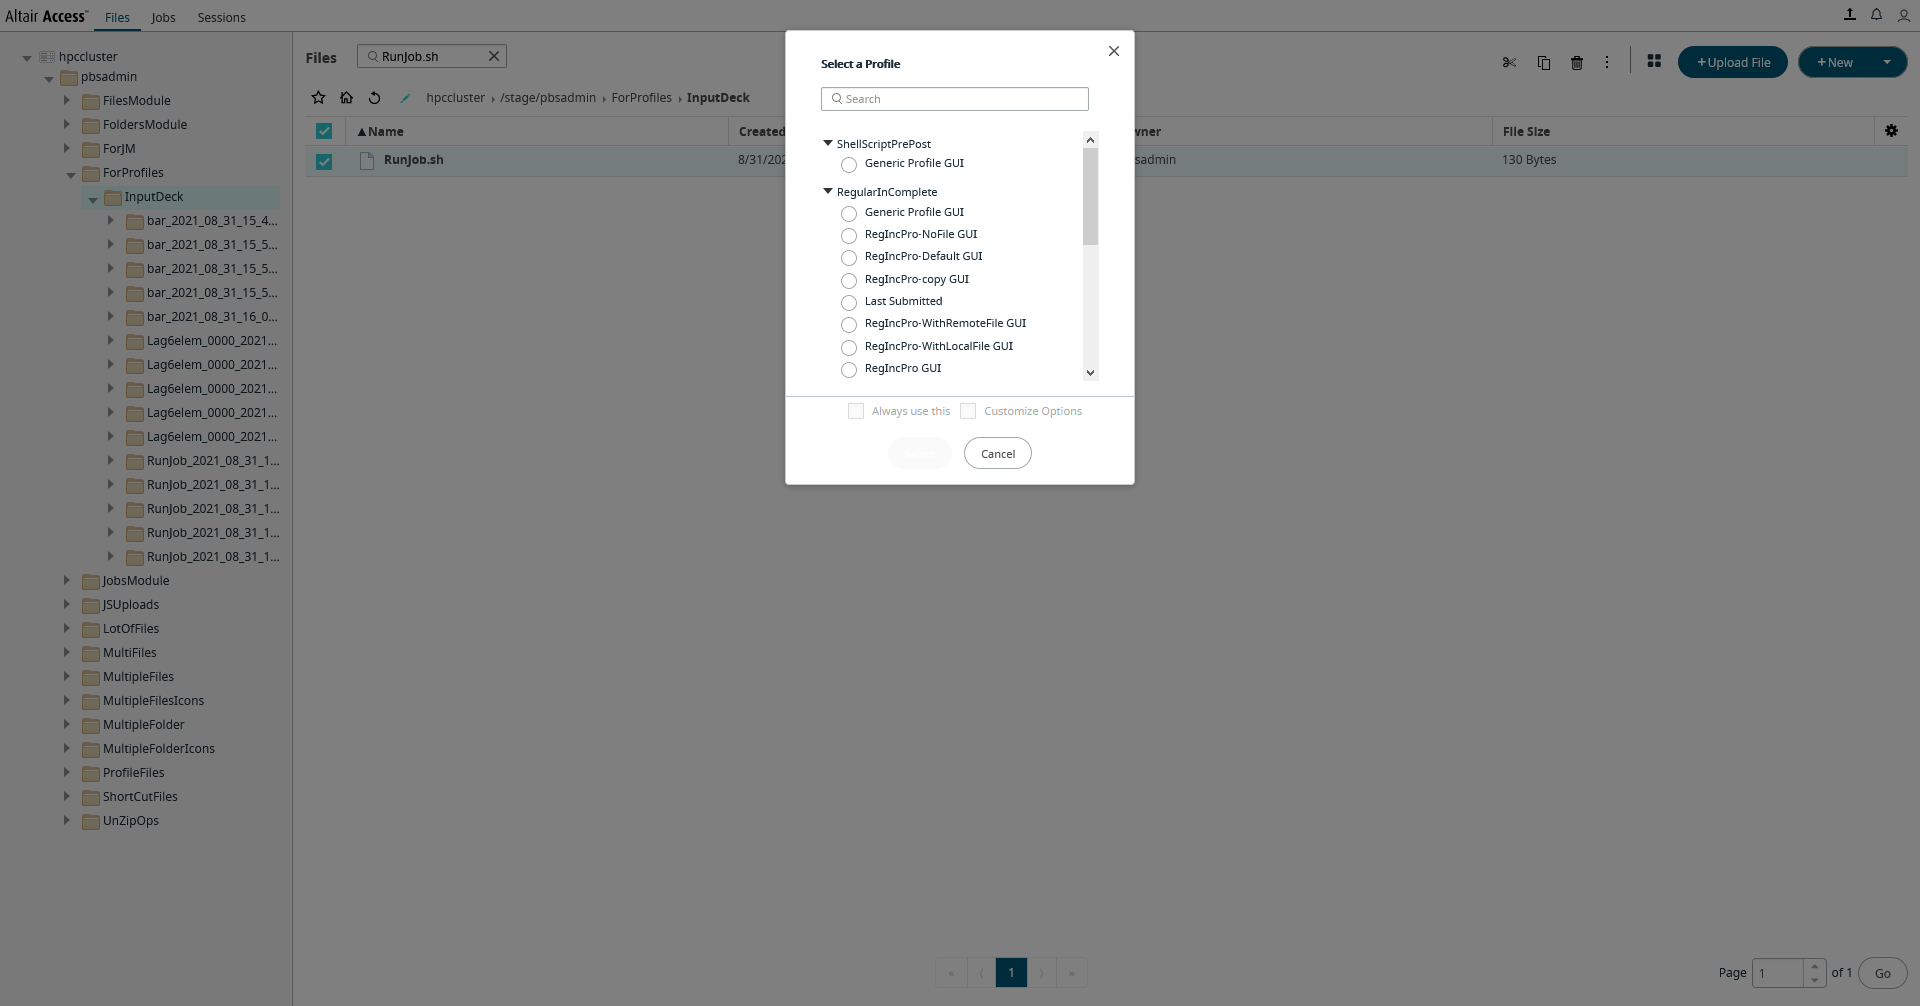 Altair Access™ Files Jobs Sessions
hpccluster
pbsadmin
FilesModule
FoldersModule
ForJM
ForProfiles
InputDeck
bar_2021_08_31_15_4...
bar_2021_08_31_15_5...
bar_2021_08_31_15_5...
bar_2021_08_31_15_5...
bar_2021_08_31_16_0...
Lag6elem_0000_2021...
Lag6elem_0000_2021...
Lag6elem_0000_2021...
Lag6elem_0000_2021...
Lag6elem_0000_2021...
RunJob_2021_08_31_1...
RunJob_2021_08_31_1...
RunJob_2021_08_31_1...
RunJob_2021_08_31_1...
RunJob_2021_08_31_1...
JobsModule
JSUploads
LotOfFiles
MultiFiles
MultipleFiles
MultipleFilesIcons
MultipleFolder
MultipleFolderIcons
ProfileFiles
ShortCutFiles
UnZipOps
Files RunJob.sh
+Upload File +New
hpccluster › /stage/pbsadmin › ForProfiles › InputDeck
▲Name Created wner File Size
RunJob.sh 8/31/202 sadmin 130 Bytes
Select a Profile
Search
ShellScriptPrePost
Generic Profile GUI
RegularInComplete
Generic Profile GUI
RegIncPro-NoFile GUI
RegIncPro-Default GUI
RegIncPro-copy GUI
Last Submitted
RegIncPro-WithRemoteFile GUI
RegIncPro-WithLocalFile GUI
RegIncPro GUI
Always use this Customize Options
Cancel
« ⟨ 1 ⟩ »
Page 1 of 1 Go